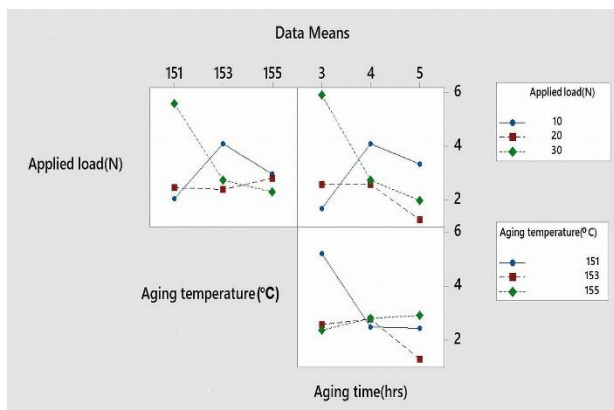 Data Means
151 153 155 3 4 5
6
4
2
6
4
2
Applied load(N)
Aging temperature(°C)
Aging time(hrs)
Applied load(N)
10
20
30
Aging temperature(° C)
151
153
155